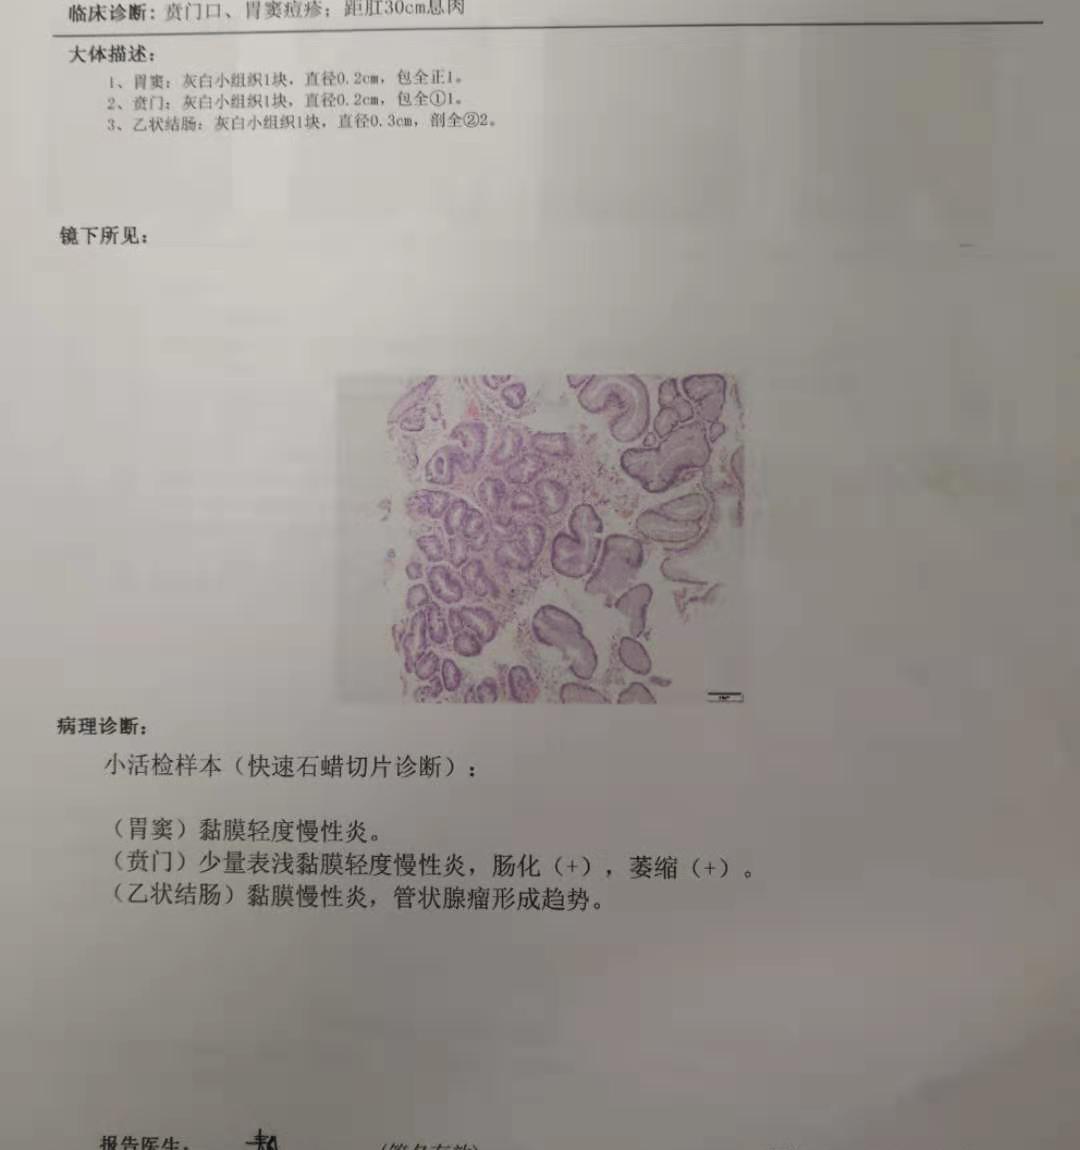 临床诊断：贲门口、胃窦痘疹；距肛30cm息肉
大体描述：
1、胃窦：灰白小组织1块，直径0.2cm，包全正1。
2、贲门：灰白小组织1块，直径0.2cm，包全①1。
3、乙状结肠：灰白小组织1块，直径0.3cm，剖全②2。
镜下所见：
病理诊断：
小活检样本（快速石蜡切片诊断）：
（胃窦）黏膜轻度慢性炎。
（贲门）少量表浅黏膜轻度慢性炎，肠化（+），萎缩（+）。
（乙状结肠）黏膜慢性炎，管状腺瘤形成趋势。
报告医生：